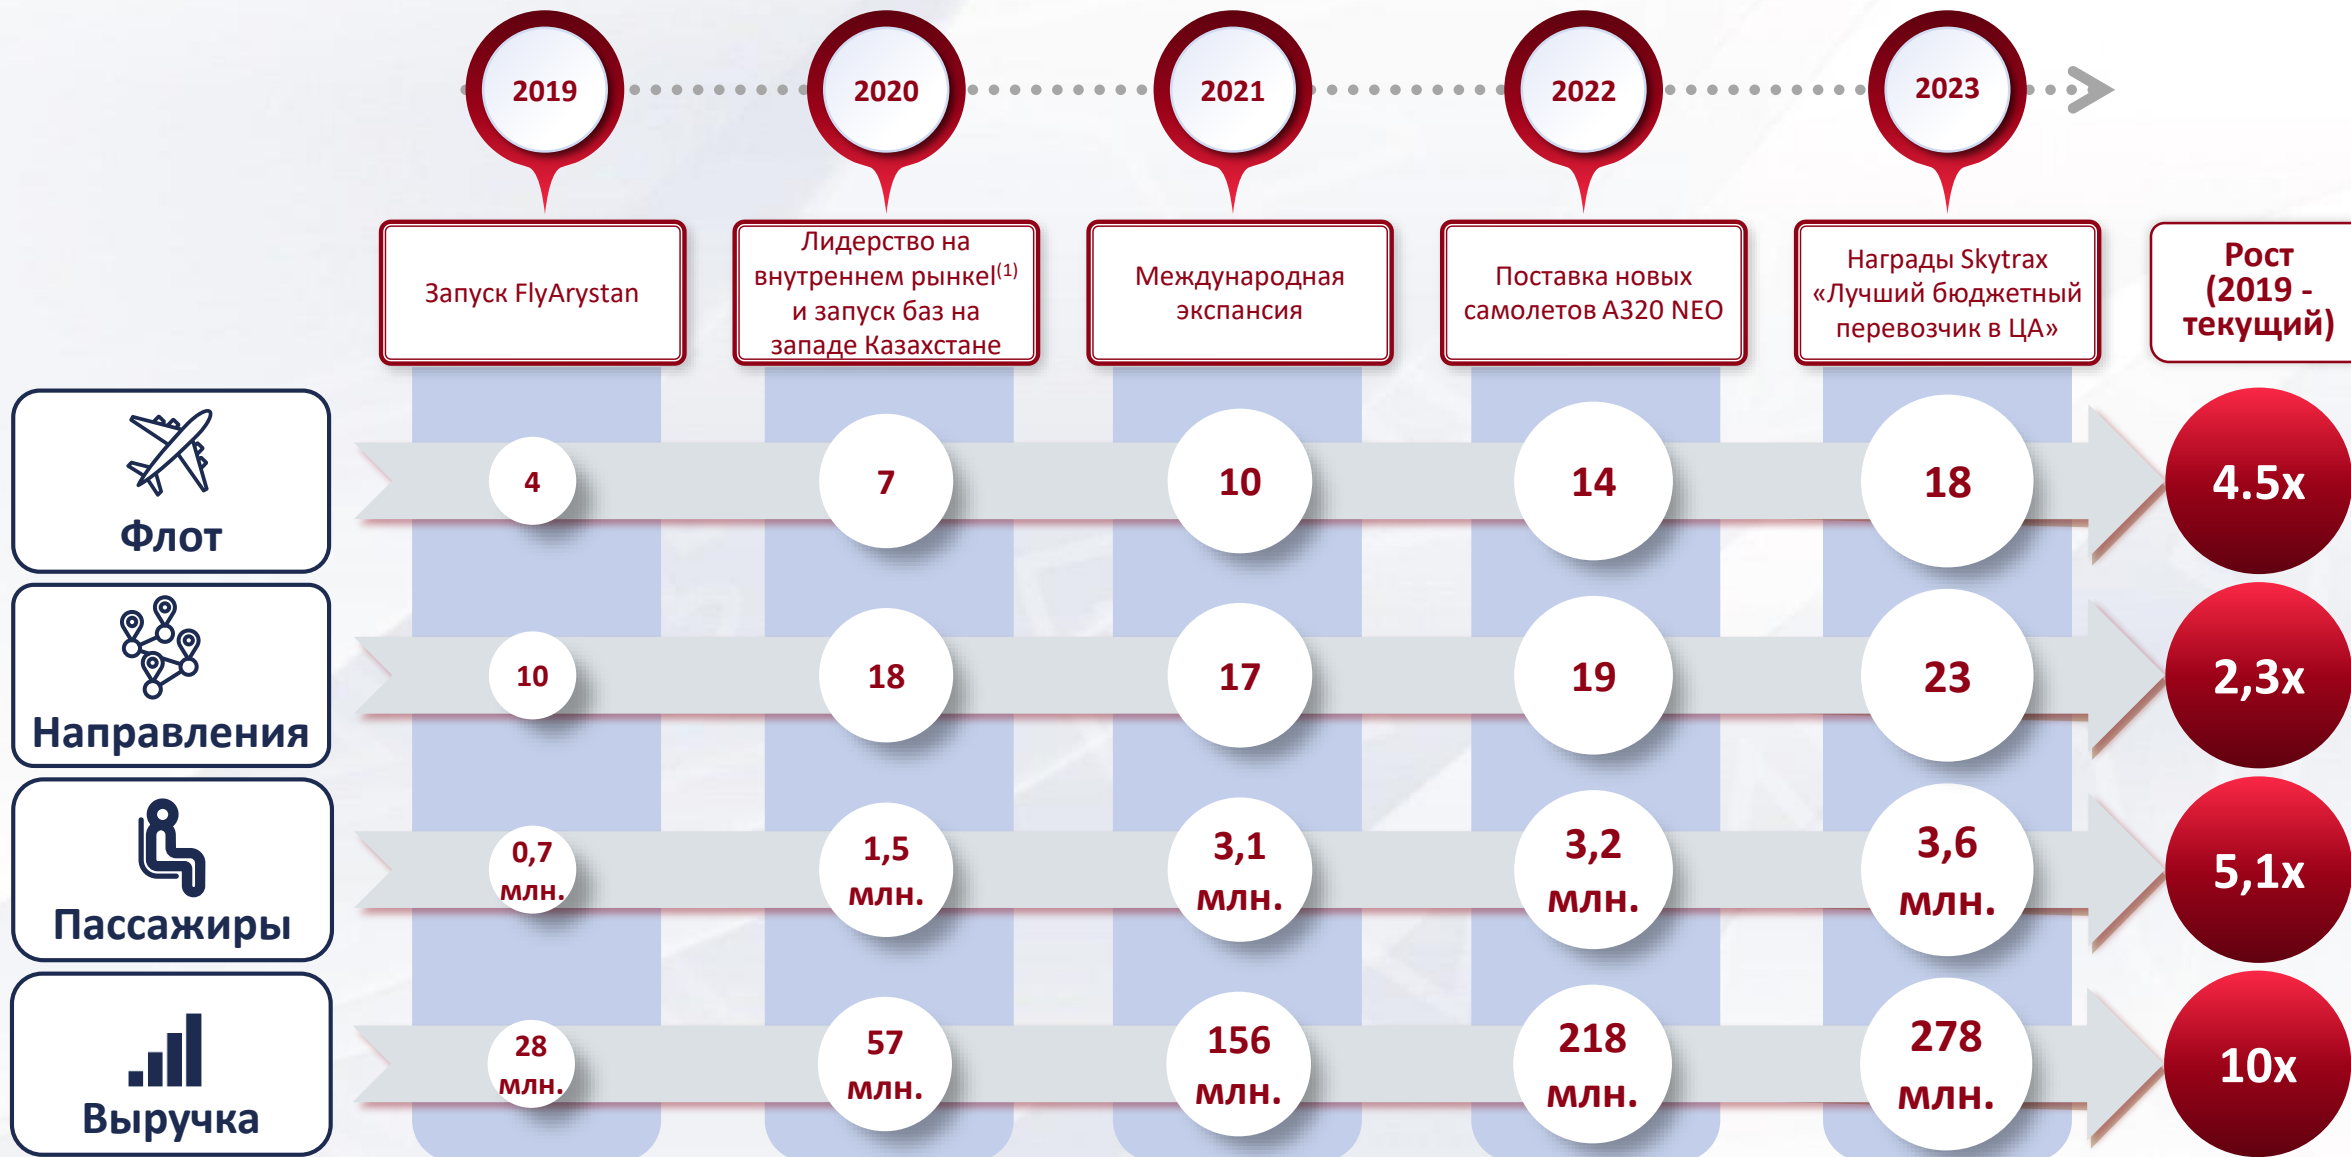 2019
2020
2021
2022
2023
Запуск FlyArystan
Лидерство на
внутреннем рынкеl(1)
и запуск баз на
западе Казахстане
Международная
экспансия
Поставка новых
самолетов A320 NEO
Награды Skytrax
«Лучший бюджетный
перевозчик в ЦА»
Рост
(2019 -
текущий)
Флот
4
7
10
14
18
4.5x
Направления
10
18
17
19
23
2,3x
Пассажиры
0,7
млн.
1,5
млн.
3,1
млн.
3,2
млн.
3,6
млн.
5,1x
Выручка
28
млн.
57
млн.
156
млн.
218
млн.
278
млн.
10x